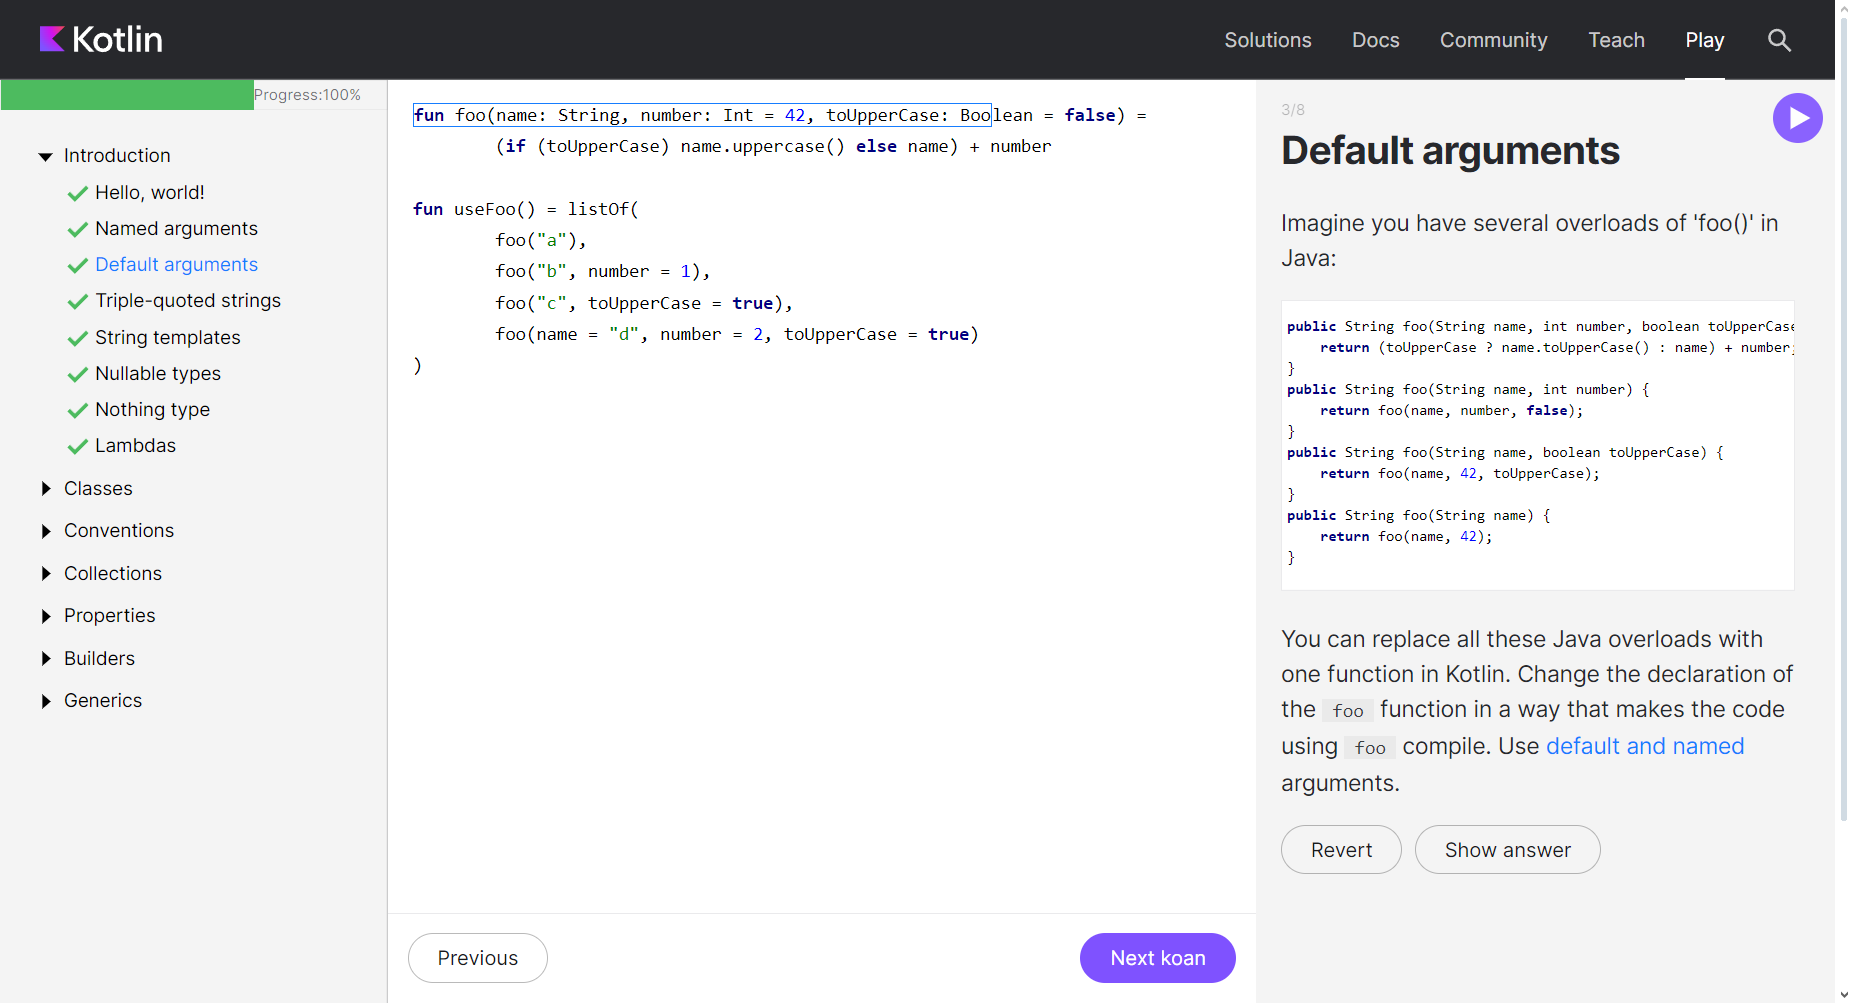 Kotlin
Solutions
Docs
Community
Teach
Play
Progress:100%
Introduction
Hello, world!
Named arguments
Default arguments
Triple-quoted strings
String templates
Nullable types
Nothing type
Lambdas
Classes
Conventions
Collections
Properties
Builders
Generics
fun foo(name: String, number: Int = 42, toUpperCase: Boolean = false) =
        (if (toUpperCase) name.uppercase() else name) + number
fun useFoo() = listOf(
        foo("a"),
        foo("b", number = 1),
        foo("c", toUpperCase = true),
        foo(name = "d", number = 2, toUpperCase = true)
)
Previous
Next koan
3/8
Default arguments
Imagine you have several overloads of 'foo()' in
Java:
public String foo(String name, int number, boolean toUpperCase
    return (toUpperCase ? name.toUpperCase() : name) + number;
}
public String foo(String name, int number) {
    return foo(name, number, false);
}
public String foo(String name, boolean toUpperCase) {
    return foo(name, 42, toUpperCase);
}
public String foo(String name) {
    return foo(name, 42);
}
You can replace all these Java overloads with
one function in Kotlin. Change the declaration of
the foo function in a way that makes the code
using foo compile. Use default and named
arguments.
Revert
Show answer